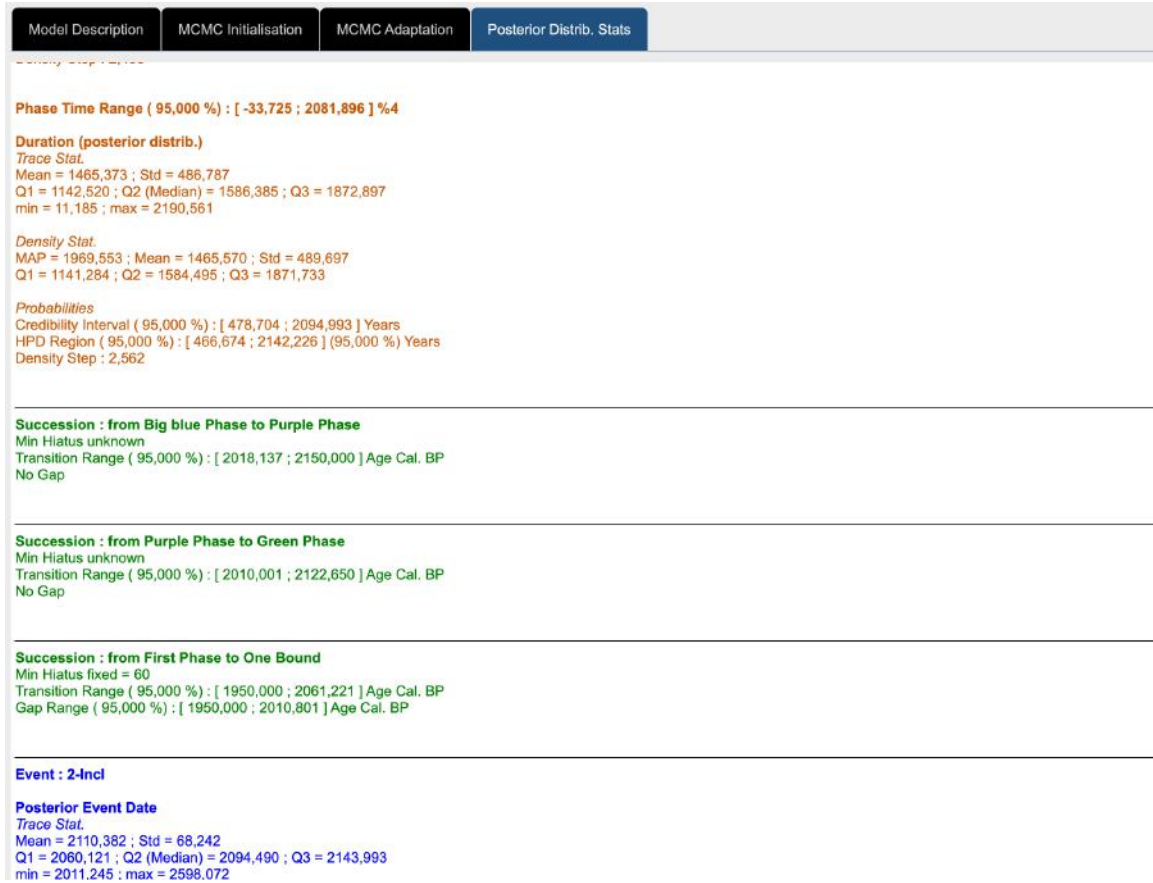 Model Description
MCMC Initialisation
MCMC Adaptation
Posterior Distrib. Stats
Phase Time Range ( 95,000 %) : [ -33,725 ; 2081,896 ] %4
Duration (posterior distrib.)
Trace Stat.
Mean = 1465,373 ; Std = 486,787
Q1 = 1142,520 ; Q2 (Median) = 1586,385 ; Q3 = 1872,897
min = 11,185 ; max = 2190,561
Density Stat.
MAP = 1969,553 ; Mean = 1465,570 ; Std = 489,697
Q1 = 1141,284 ; Q2 = 1584,495 ; Q3 = 1871,733
Probabilities
Credibility Interval ( 95,000 %) : [ 478,704 ; 2094,993 ] Years
HPD Region ( 95,000 %) : [ 466,674 ; 2142,226 ] (95,000 %) Years
Density Step : 2,562
Succession : from Big blue Phase to Purple Phase
Min Hiatus unknown
Transition Range ( 95,000 %) : [ 2018,137 ; 2150,000 ] Age Cal. BP
No Gap
Succession : from Purple Phase to Green Phase
Min Hiatus unknown
Transition Range ( 95,000 %) : [ 2010,001 ; 2122,650 ] Age Cal. BP
No Gap
Succession : from First Phase to One Bound
Min Hiatus fixed = 60
Transition Range ( 95,000 %) : [ 1950,000 ; 2061,221 ] Age Cal. BP
Gap Range ( 95,000 %) : [ 1950,000 ; 2010,801 ] Age Cal. BP
Event : 2-Incl
Posterior Event Date
Trace Stat.
Mean = 2110,382 ; Std = 68,242
Q1 = 2060,121 ; Q2 (Median) = 2094,490 ; Q3 = 2143,993
min = 2011,245 ; max = 2598,072